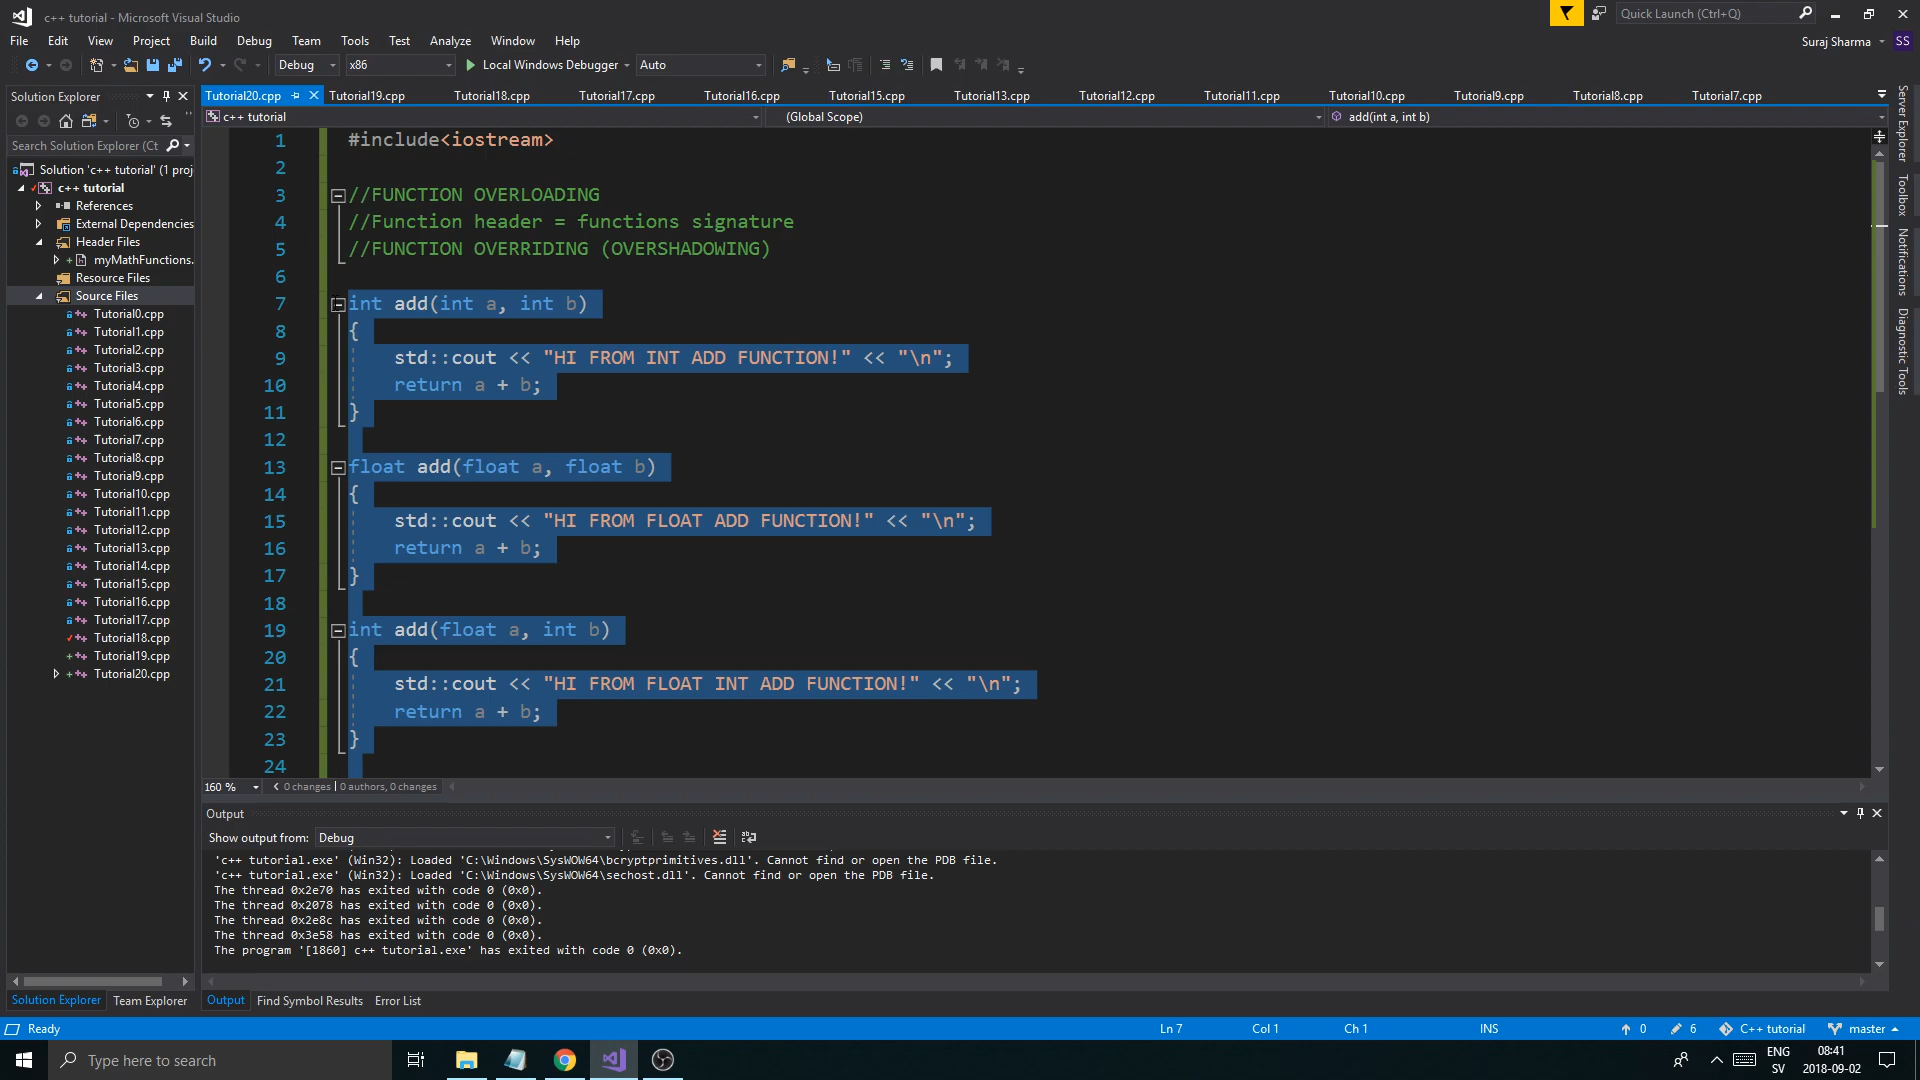 c++ tutorial - Microsoft Visual Studio
Quick Launch (Ctrl+Q)
File Edit View Project Build Debug Team Tools Test Analyze Window Help
Suraj Sharma SS
Debug x86 Local Windows Debugger Auto
Solution Explorer
Search Solution Explorer (Ct
Solution 'c++ tutorial' (1 proj
c++ tutorial
References
External Dependencies
Header Files
myMathFunctions.
Resource Files
Source Files
Tutorial0.cpp
Tutorial1.cpp
Tutorial2.cpp
Tutorial3.cpp
Tutorial4.cpp
Tutorial5.cpp
Tutorial6.cpp
Tutorial7.cpp
Tutorial8.cpp
Tutorial9.cpp
Tutorial10.cpp
Tutorial11.cpp
Tutorial12.cpp
Tutorial13.cpp
Tutorial14.cpp
Tutorial15.cpp
Tutorial16.cpp
Tutorial17.cpp
Tutorial18.cpp
Tutorial19.cpp
Tutorial20.cpp
Solution Explorer Team Explorer
Tutorial20.cpp Tutorial19.cpp Tutorial18.cpp Tutorial17.cpp Tutorial16.cpp Tutorial15.cpp Tutorial13.cpp Tutorial12.cpp Tutorial11.cpp Tutorial10.cpp Tutorial9.cpp Tutorial8.cpp Tutorial7.cpp
c++ tutorial (Global Scope) add(int a, int b)
1 #include<iostream>
2
3 //FUNCTION OVERLOADING
4 //Function header = functions signature
5 //FUNCTION OVERRIDING (OVERSHADOWING)
6
7 int add(int a, int b)
8 {
9 std::cout << "HI FROM INT ADD FUNCTION!" << "\n";
10 return a + b;
11 }
12
13 float add(float a, float b)
14 {
15 std::cout << "HI FROM FLOAT ADD FUNCTION!" << "\n";
16 return a + b;
17 }
18
19 int add(float a, int b)
20 {
21 std::cout << "HI FROM FLOAT INT ADD FUNCTION!" << "\n";
22 return a + b;
23 }
24
160 % 0 changes | 0 authors, 0 changes
Output
Show output from: Debug
'c++ tutorial.exe' (Win32): Loaded 'C:\Windows\SysWOW64\bcryptprimitives.dll'. Cannot find or open the PDB file.
'c++ tutorial.exe' (Win32): Loaded 'C:\Windows\SysWOW64\sechost.dll'. Cannot find or open the PDB file.
The thread 0x2e70 has exited with code 0 (0x0).
The thread 0x2078 has exited with code 0 (0x0).
The thread 0x2e8c has exited with code 0 (0x0).
The thread 0x3e58 has exited with code 0 (0x0).
The program '[1860] c++ tutorial.exe' has exited with code 0 (0x0).
Output Find Symbol Results Error List
Server Explorer
Toolbox
Notifications
Diagnostic Tools
Ready Ln 7 Col 1 Ch 1 INS 0 6 C++ tutorial master
Type here to search
ENG
SV
08:41
2018-09-02